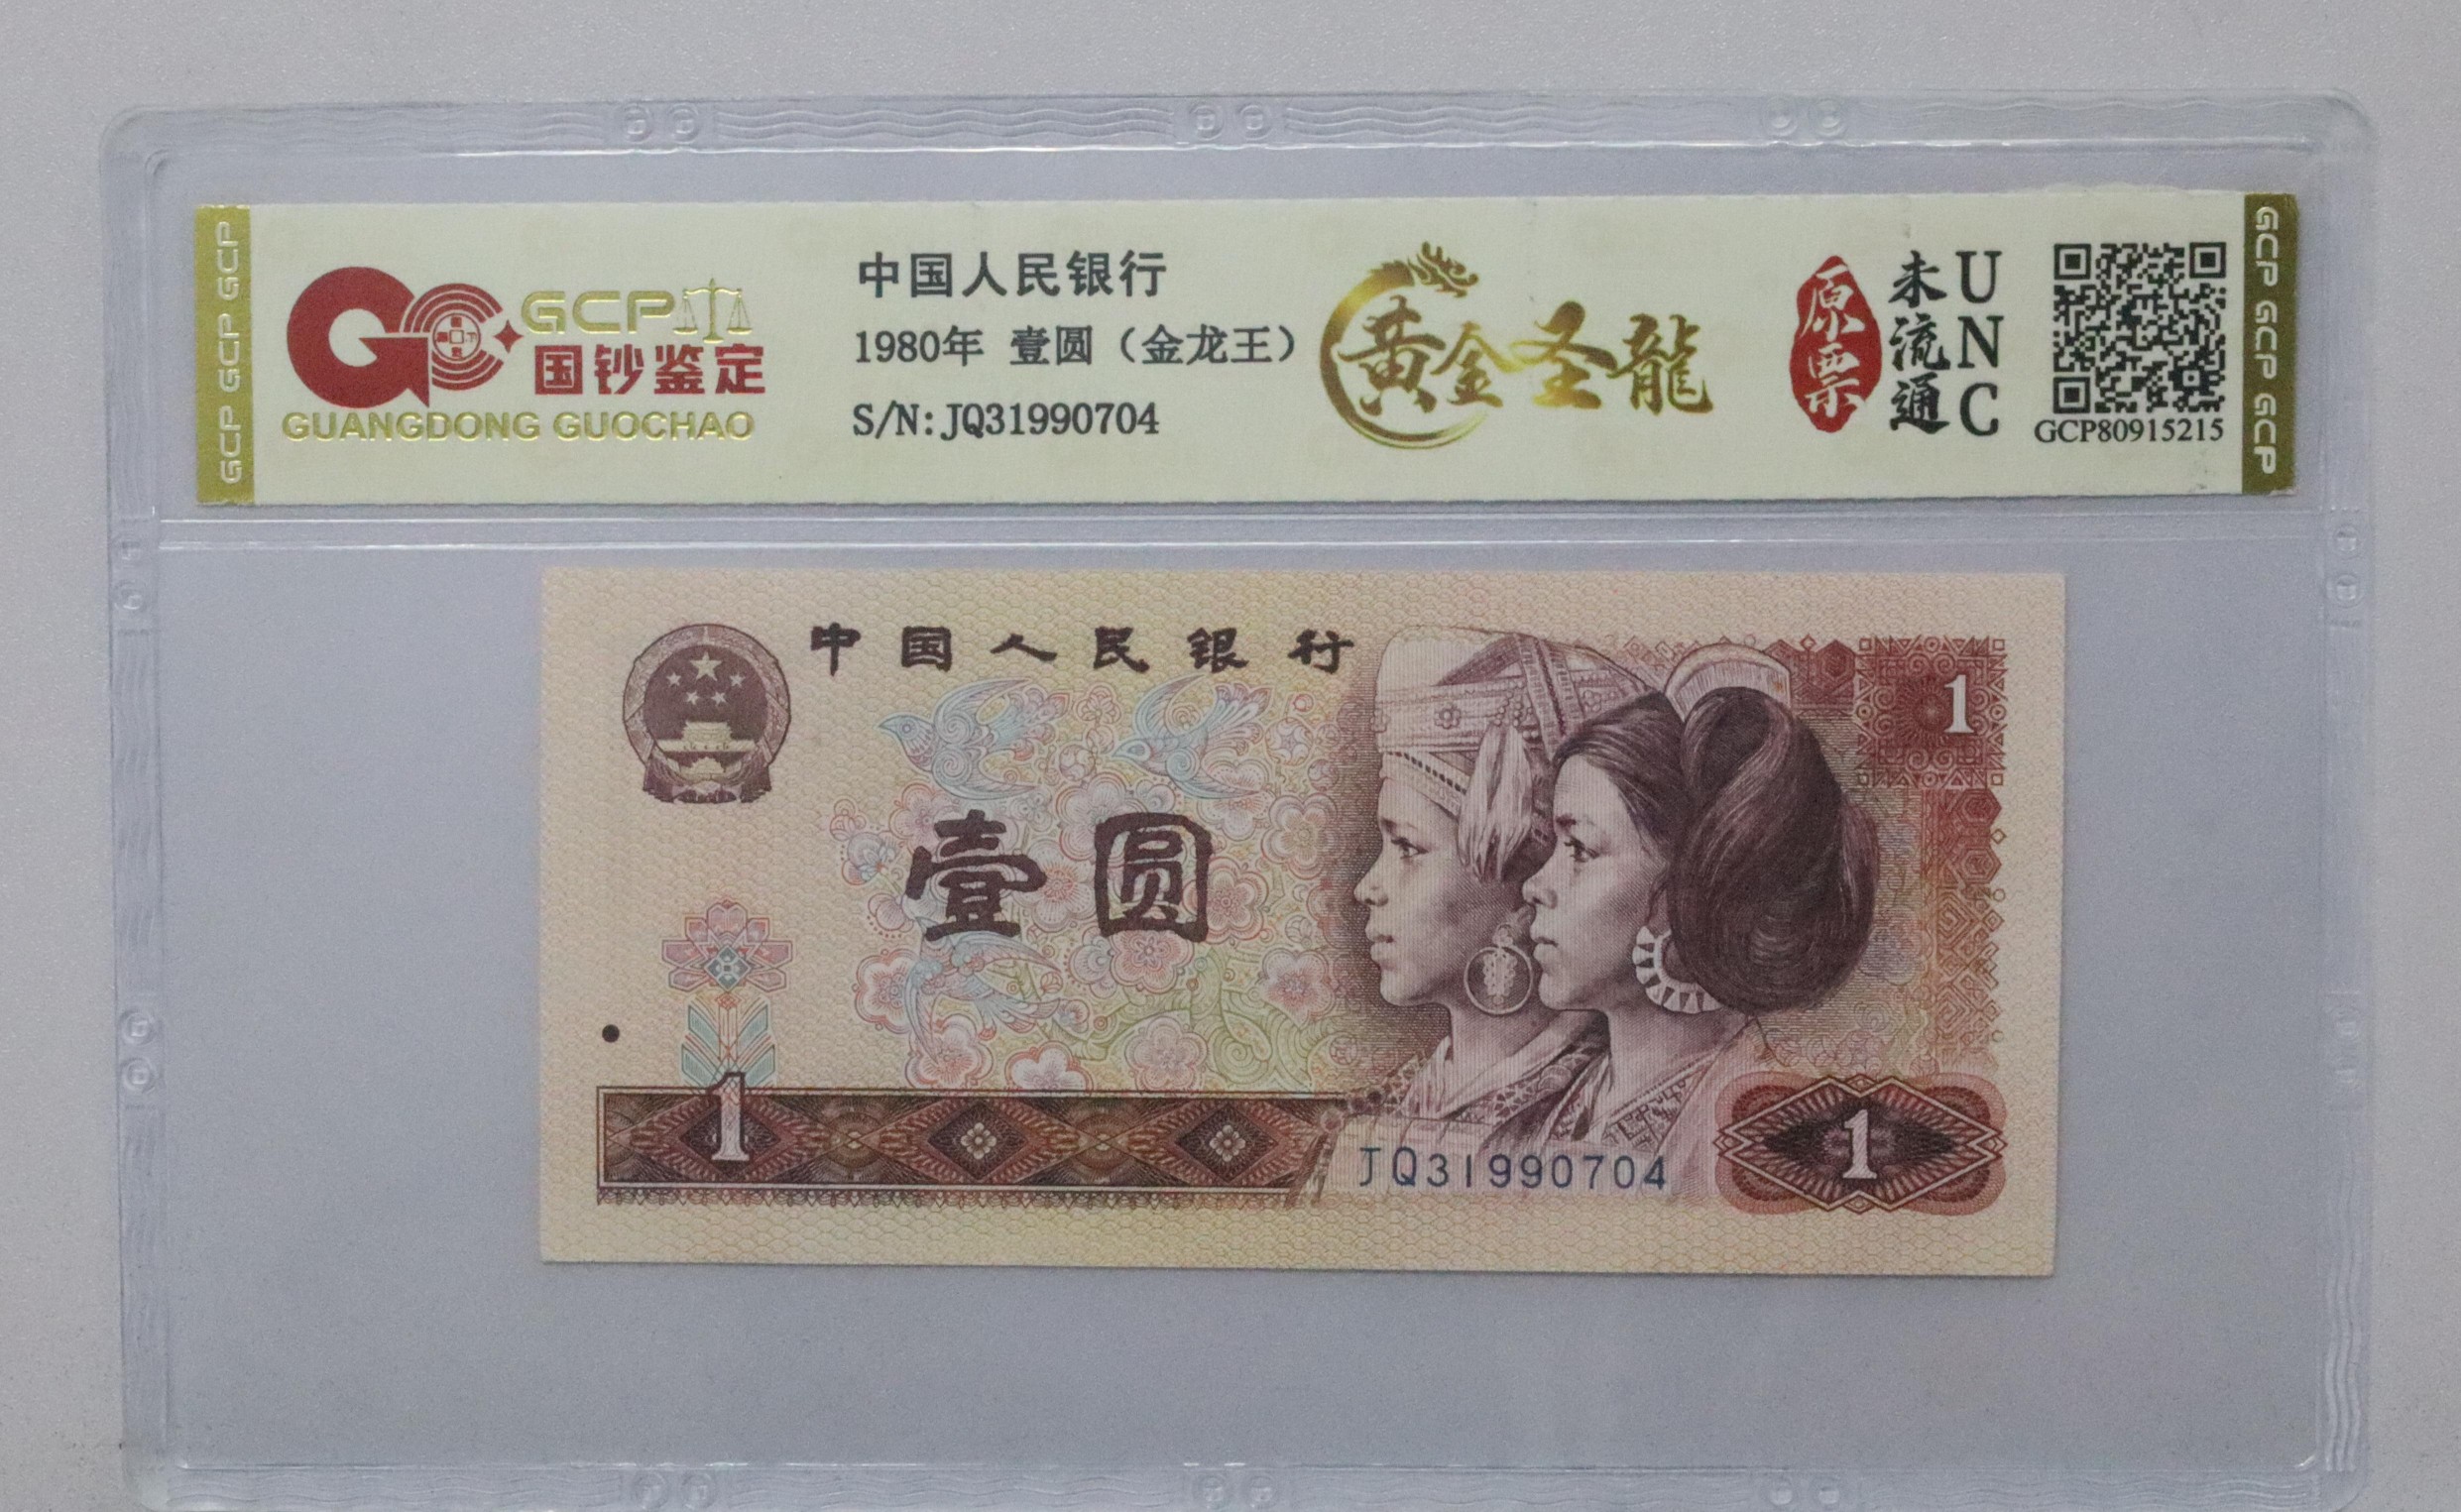 GCP GCP GCP
GCP
国钞鉴定
GUANGDONG GUOCHAO
中国人民银行
1980年 壹圆（金龙王）
S/N:JQ31990704
黄金圣龍
原票
未流通
UNC
GCP80915215
GCP GCP GCP
中国人民银行
1
壹圆
1
JQ31990704
1